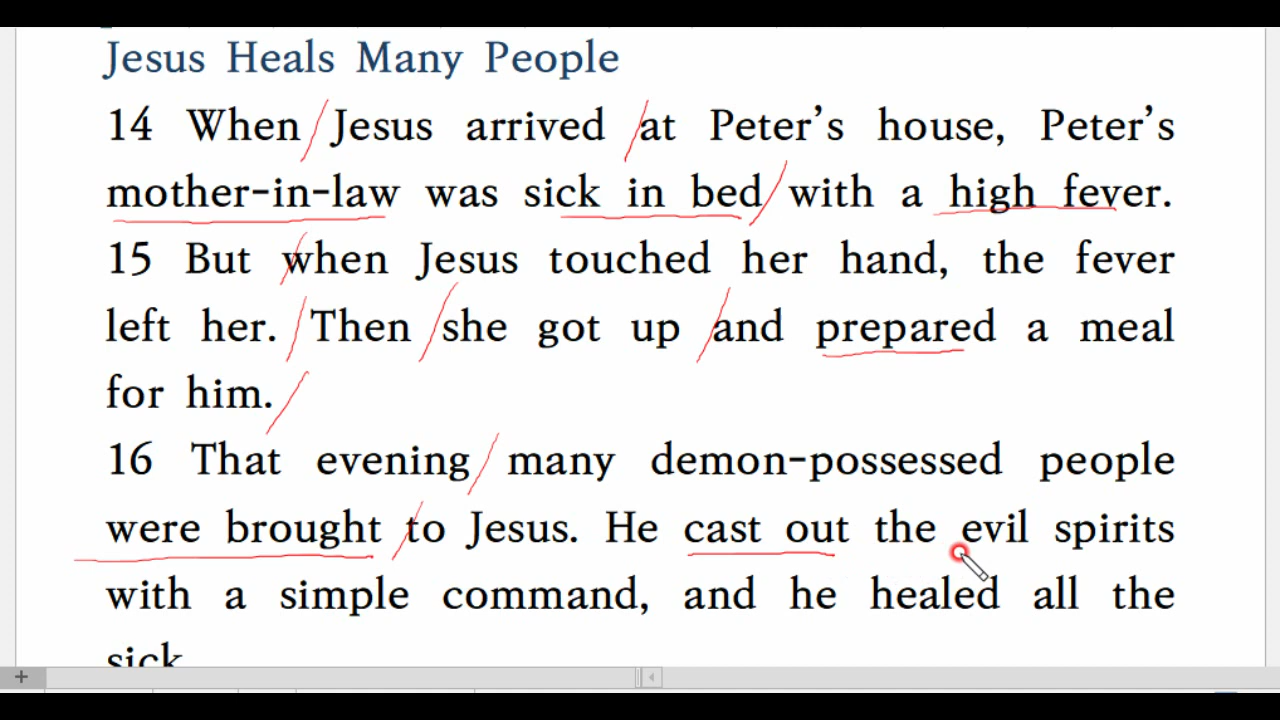 Jesus Heals Many People
14 When Jesus arrived at Peter’s house, Peter’s
mother-in-law was sick in bed with a high fever.
15 But when Jesus touched her hand, the fever
left her. Then she got up and prepared a meal
for him.
16 That evening many demon-possessed people
were brought to Jesus. He cast out the evil spirits
with a simple command, and he healed all the
sick